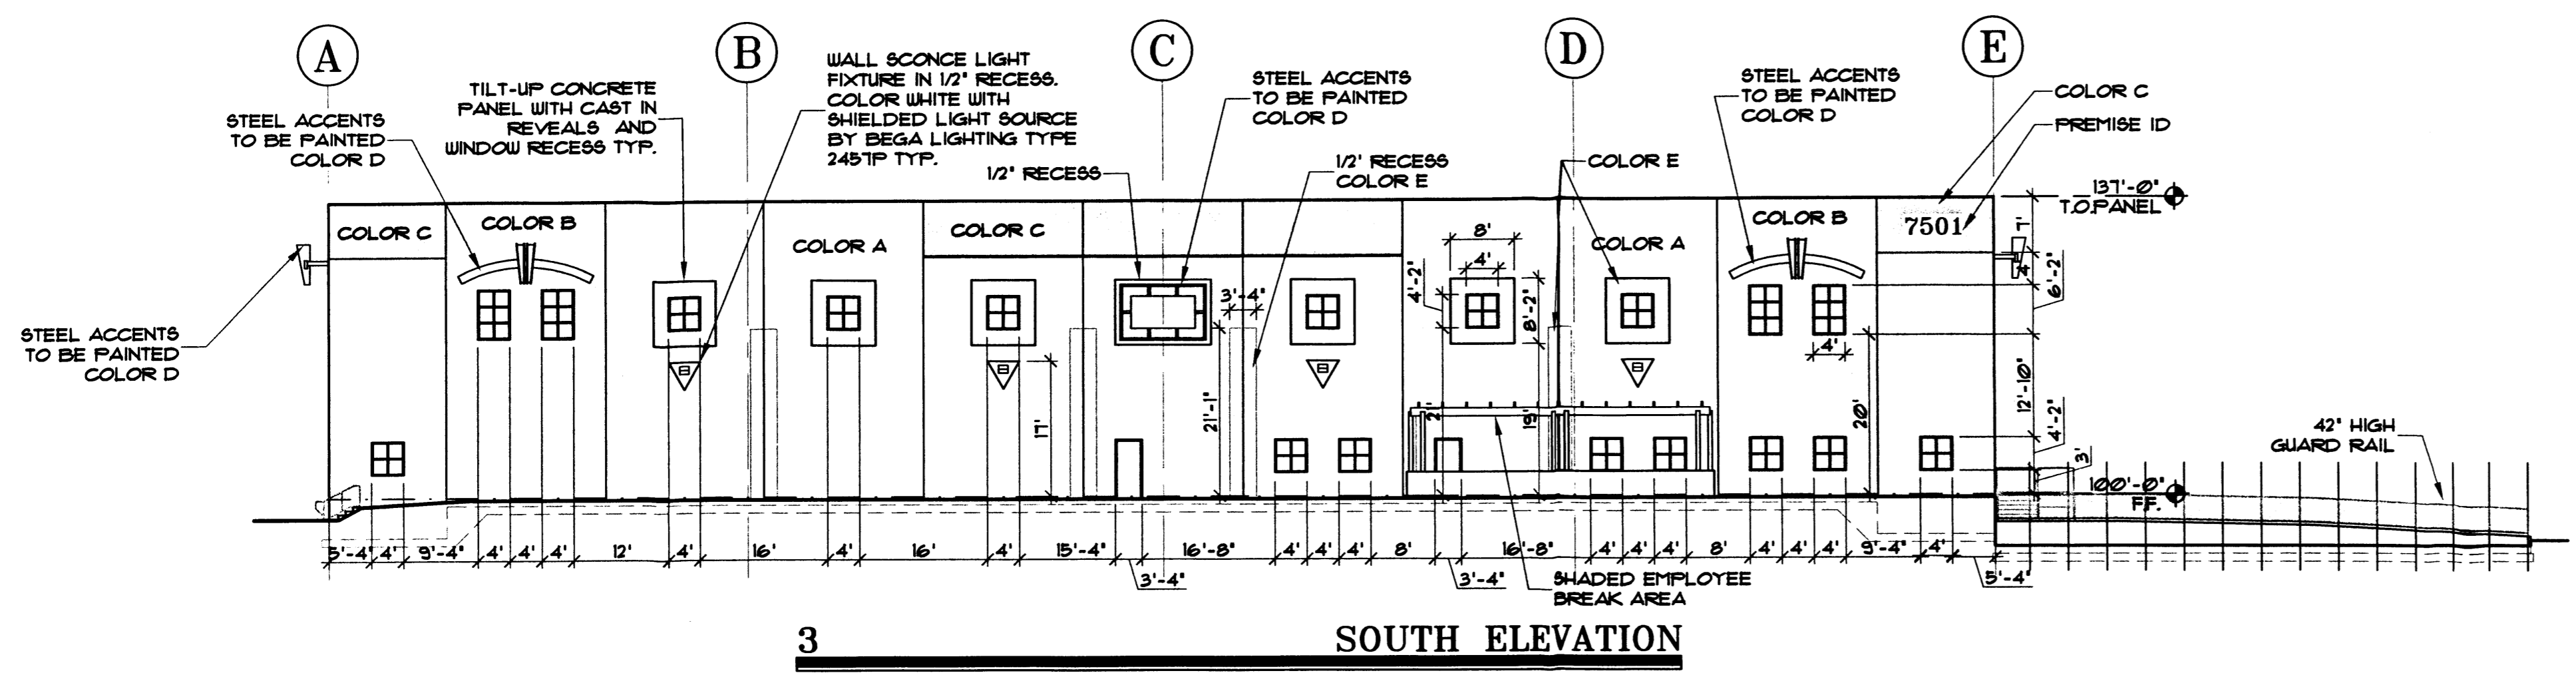 A
B
C
D
E
STEEL ACCENTS
TO BE PAINTED
COLOR D
TILT-UP CONCRETE
PANEL WITH CAST IN
REVEALS AND
WINDOW RECESS TYP.
WALL SCONCE LIGHT
FIXTURE IN 1/2" RECESS.
COLOR WHITE WITH
SHIELDED LIGHT SOURCE
BY BEGA LIGHTING TYPE
2457P TYP.
1/2" RECESS
STEEL ACCENTS
TO BE PAINTED
COLOR D
1/2' RECESS
COLOR E
COLOR E
STEEL ACCENTS
TO BE PAINTED
COLOR D
COLOR C
PREMISE ID
137'-0"
T.O.PANEL
COLOR C
COLOR B
COLOR A
COLOR C
COLOR A
COLOR B
7501
STEEL ACCENTS
TO BE PAINTED
COLOR D
8'
4'
4'-2"
8'-2"
3'-4"
7'
4'
6'-2"
4'
17'
21'-1"
19'
20'
12'-10"
4'-2"
3'
42" HIGH
GUARD RAIL
100'-0"
F.F.
5'-4" 4' 9'-4" 4' 4' 4' 12' 4' 16' 4' 16' 4' 15'-4" 16'-8" 4' 4' 4' 8' 16'-8" 4' 4' 4' 8' 4' 4' 4' 9'-4" 4'
3'-4"
3'-4"
5'-4"
SHADED EMPLOYEE
BREAK AREA
3 SOUTH ELEVATION